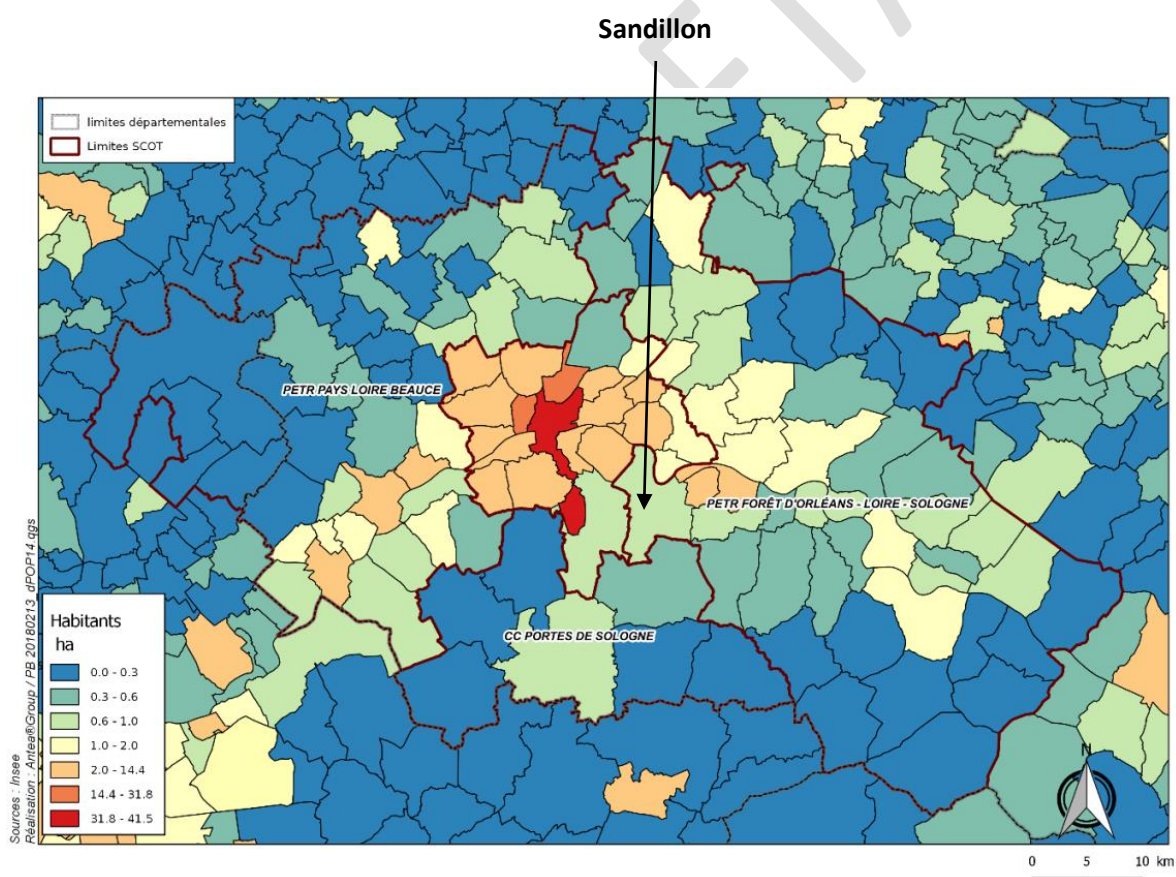 Sandillon
limites départementales
Limites SCOT
PETR PAYS LOIRE BEAUCE
PETR FORÊT D'ORLÉANS - LOIRE - SOLOGNE
CC PORTES DE SOLOGNE
Habitants
ha
0.0 - 0.3
0.3 - 0.6
0.6 - 1.0
1.0 - 2.0
2.0 - 14.4
14.4 - 31.8
31.8 - 41.5
Sources : Insee
Réalisation : Antea®Group / PB 20180213 dPOP14.qgs
N
0 5 10 km